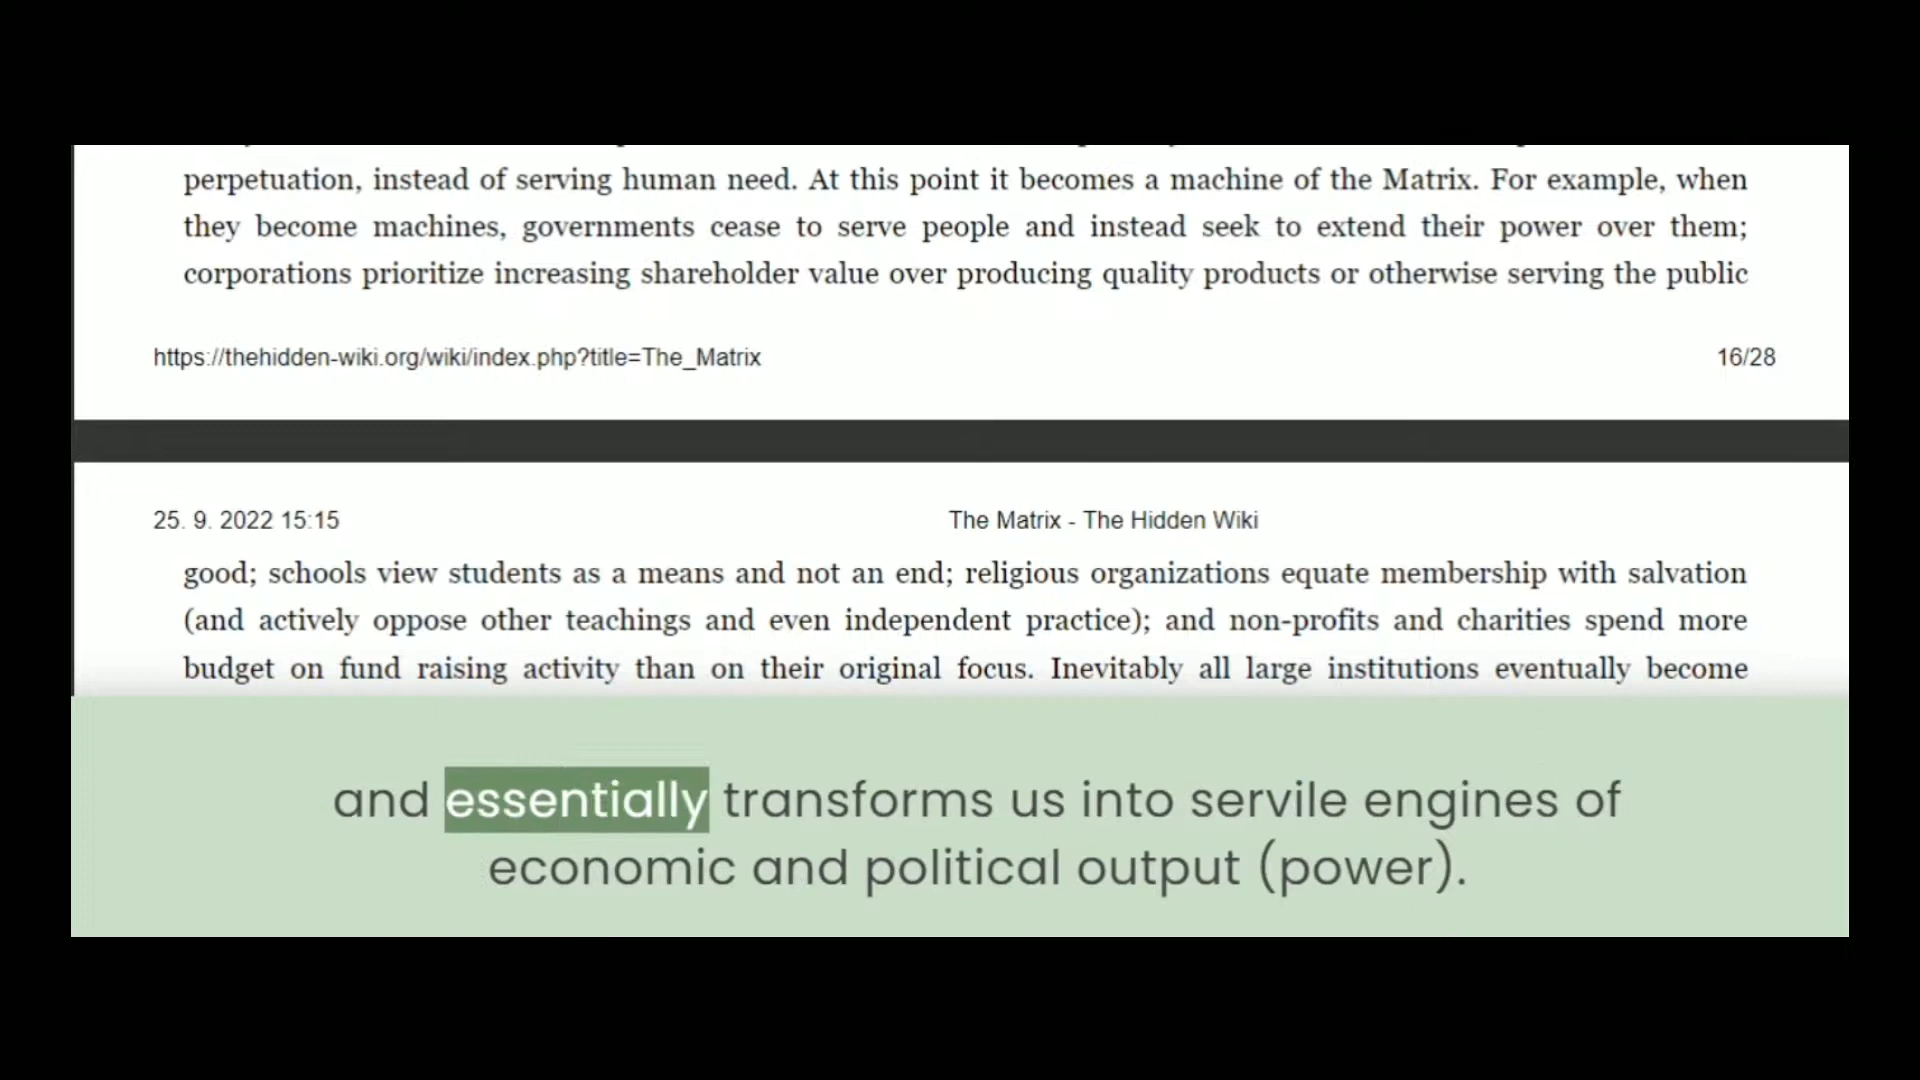 perpetuation, instead of serving human need. At this point it becomes a machine of the Matrix. For example, when
they become machines, governments cease to serve people and instead seek to extend their power over them;
corporations prioritize increasing shareholder value over producing quality products or otherwise serving the public
https://thehidden-wiki.org/wiki/index.php?title=The_Matrix 16/28
25. 9. 2022 15:15 The Matrix - The Hidden Wiki
good; schools view students as a means and not an end; religious organizations equate membership with salvation
(and actively oppose other teachings and even independent practice); and non-profits and charities spend more
budget on fund raising activity than on their original focus. Inevitably all large institutions eventually become
and essentially transforms us into servile engines of
economic and political output (power).